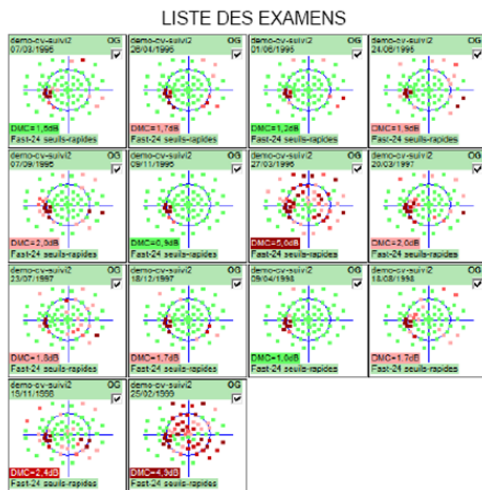 LISTE DES EXAMENS
demo-cv-suivi2 OG
07/03/1995
DMC=1,5dB
Fast-24 seuils-rapides
demo-cv-suivi2 OG
26/04/1995
DMC=1,7dB
Fast-24 seuils-rapides
demo-cv-suivi2 OG
01/06/1995
DMC=1,2dB
Fast-24 seuils-rapides
demo-cv-suivi2 OG
24/06/1995
DMC=1,9dB
Fast-24 seuils-rapides
demo-cv-suivi2 OG
07/09/1995
DMC=2,0dB
Fast-24 seuils-rapides
demo-cv-suivi2 OG
09/11/1995
DMC=0,9dB
Fast-24 seuils-rapides
demo-cv-suivi2 OG
27/03/1996
DMC=5,0dB
Fast-24 seuils-rapides
demo-cv-suivi2 OG
20/03/1997
DMC=2,0dB
Fast-24 seuils-rapides
demo-cv-suivi2 OG
23/07/1997
DMC=1,8dB
Fast-24 seuils-rapides
demo-cv-suivi2 OG
18/12/1997
DMC=1,7dB
Fast-24 seuils-rapides
demo-cv-suivi2 OG
09/04/1998
DMC=1,0dB
Fast-24 seuils-rapides
demo-cv-suivi2 OG
18/08/1998
DMC=1,7dB
Fast-24 seuils-rapides
demo-cv-suivi2 OG
19/11/1998
DMC=2,4dB
Fast-24 seuils-rapides
demo-cv-suivi2 OG
25/02/1999
DMC=4,9dB
Fast-24 seuils-rapides